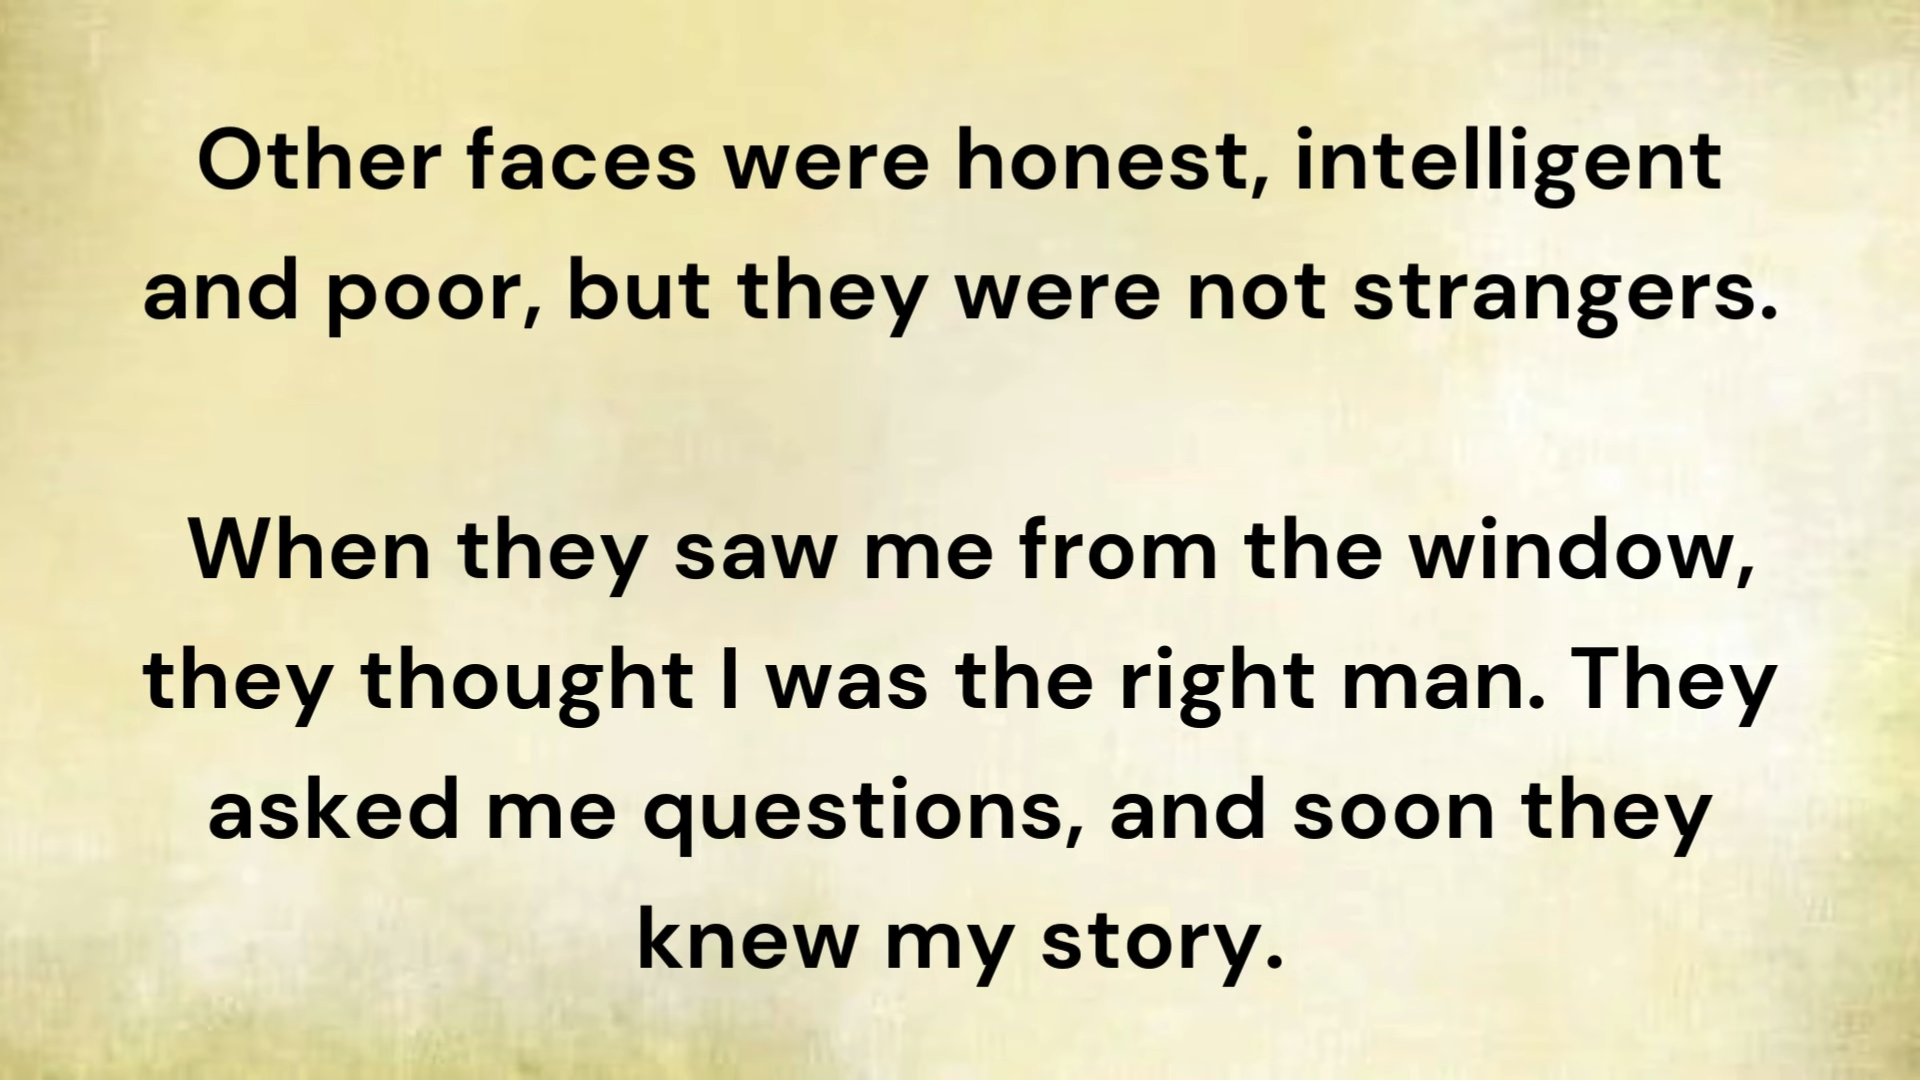 Other faces were honest, intelligent
and poor, but they were not strangers.
When they saw me from the window,
they thought I was the right man. They
asked me questions, and soon they
knew my story.